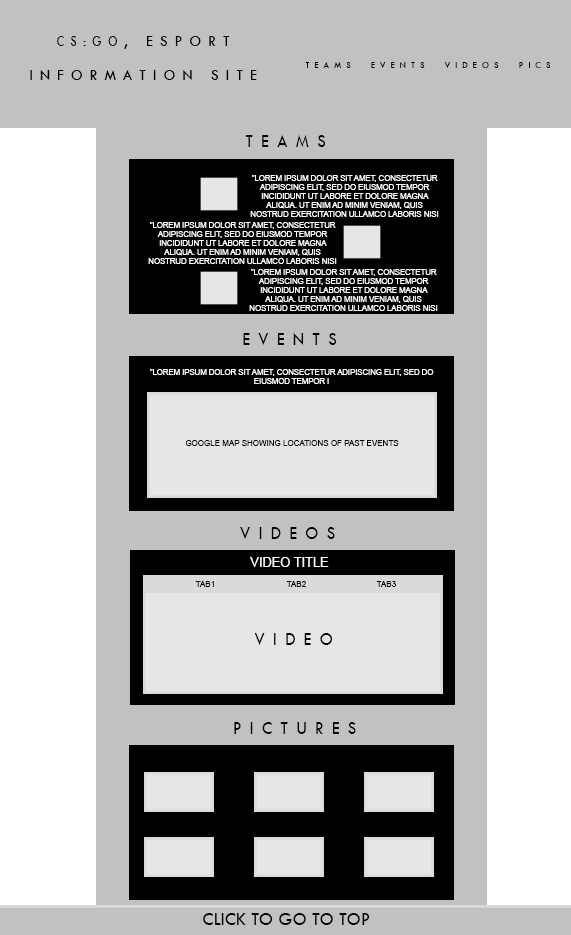 CS:GO, ESPORT
INFORMATION SITE
TEAMS EVENTS VIDEOS PICS
TEAMS
"LOREM IPSUM DOLOR SIT AMET, CONSECTETUR
ADIPISCING ELIT, SED DO EIUSMOD TEMPOR
INCIDIDUNT UT LABORE ET DOLORE MAGNA
ALIQUA. UT ENIM AD MINIM VENIAM, QUIS
NOSTRUD EXERCITATION ULLAMCO LABORIS NISI
"LOREM IPSUM DOLOR SIT AMET, CONSECTETUR
ADIPISCING ELIT, SED DO EIUSMOD TEMPOR
INCIDIDUNT UT LABORE ET DOLORE MAGNA
ALIQUA. UT ENIM AD MINIM VENIAM, QUIS
NOSTRUD EXERCITATION ULLAMCO LABORIS NISI
"LOREM IPSUM DOLOR SIT AMET, CONSECTETUR
ADIPISCING ELIT, SED DO EIUSMOD TEMPOR
INCIDIDUNT UT LABORE ET DOLORE MAGNA
ALIQUA. UT ENIM AD MINIM VENIAM, QUIS
NOSTRUD EXERCITATION ULLAMCO LABORIS NISI
EVENTS
"LOREM IPSUM DOLOR SIT AMET, CONSECTETUR ADIPISCING ELIT, SED DO
EIUSMOD TEMPOR I
GOOGLE MAP SHOWING LOCATIONS OF PAST EVENTS
VIDEOS
VIDEO TITLE
TAB1 TAB2 TAB3
VIDEO
PICTURES
CLICK TO GO TO TOP